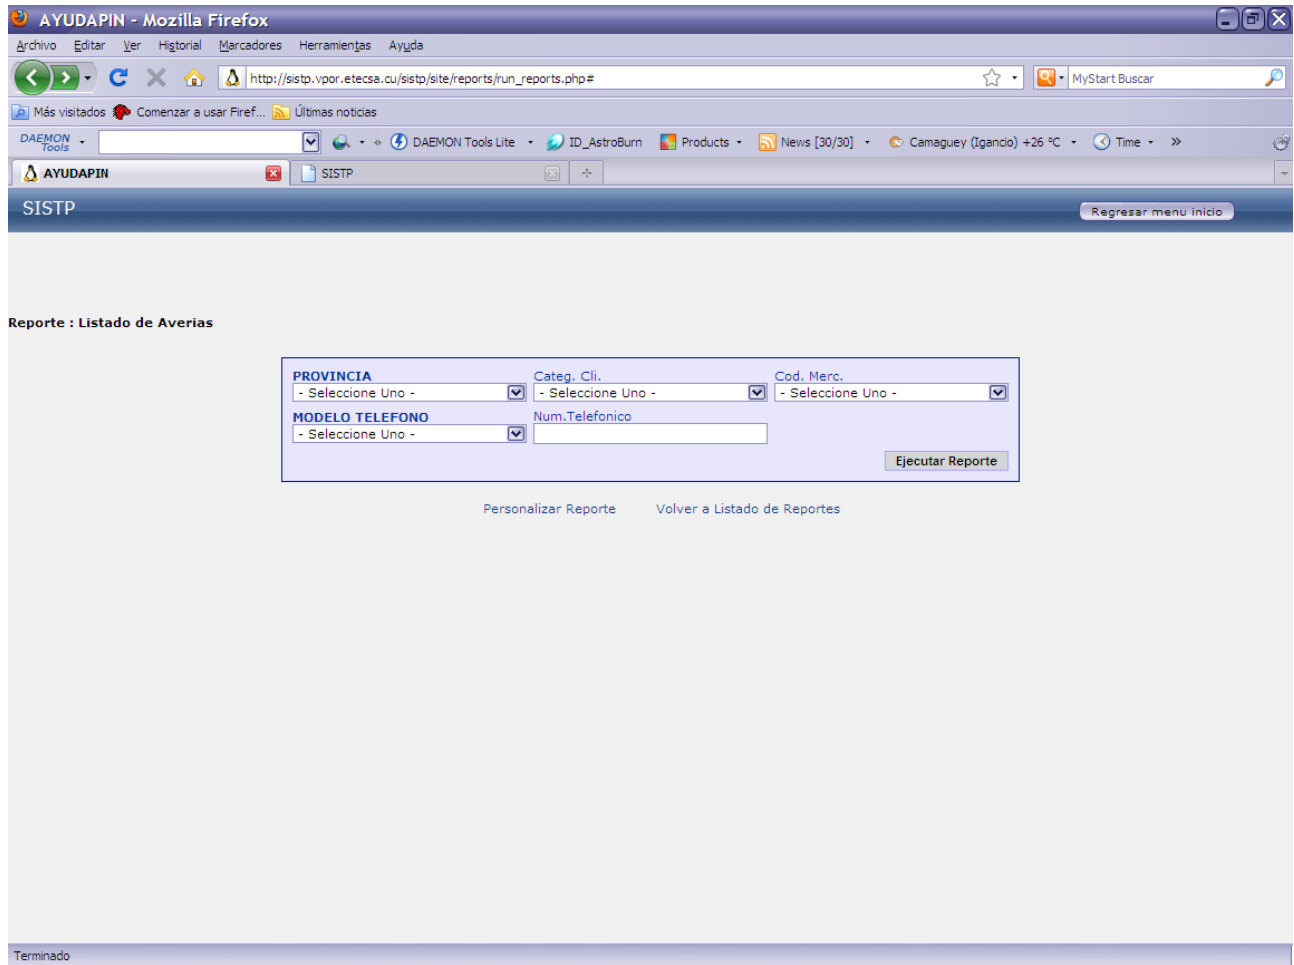 AYUDAPIN - Mozilla Firefox
Archivo Editar Ver Historial Marcadores Herramientas Ayuda
http://sistp.vpor.etecsa.cu/sistp/site/reports/run_reports.php# MyStart Buscar
Más visitados Comenzar a usar Firef... Últimas noticias
DAEMON Tools DAEMON Tools Lite ID_AstroBurn Products News [30/30] Camaguey (Igancio) +26 ºC Time »
AYUDAPIN SISTP
SISTP Regresar menu inicio
Reporte : Listado de Averias
PROVINCIA Categ. Cli. Cod. Merc.
- Seleccione Uno - - Seleccione Uno - - Seleccione Uno -
MODELO TELEFONO Num.Telefonico
- Seleccione Uno -
Ejecutar Reporte
Personalizar Reporte Volver a Listado de Reportes
Terminado